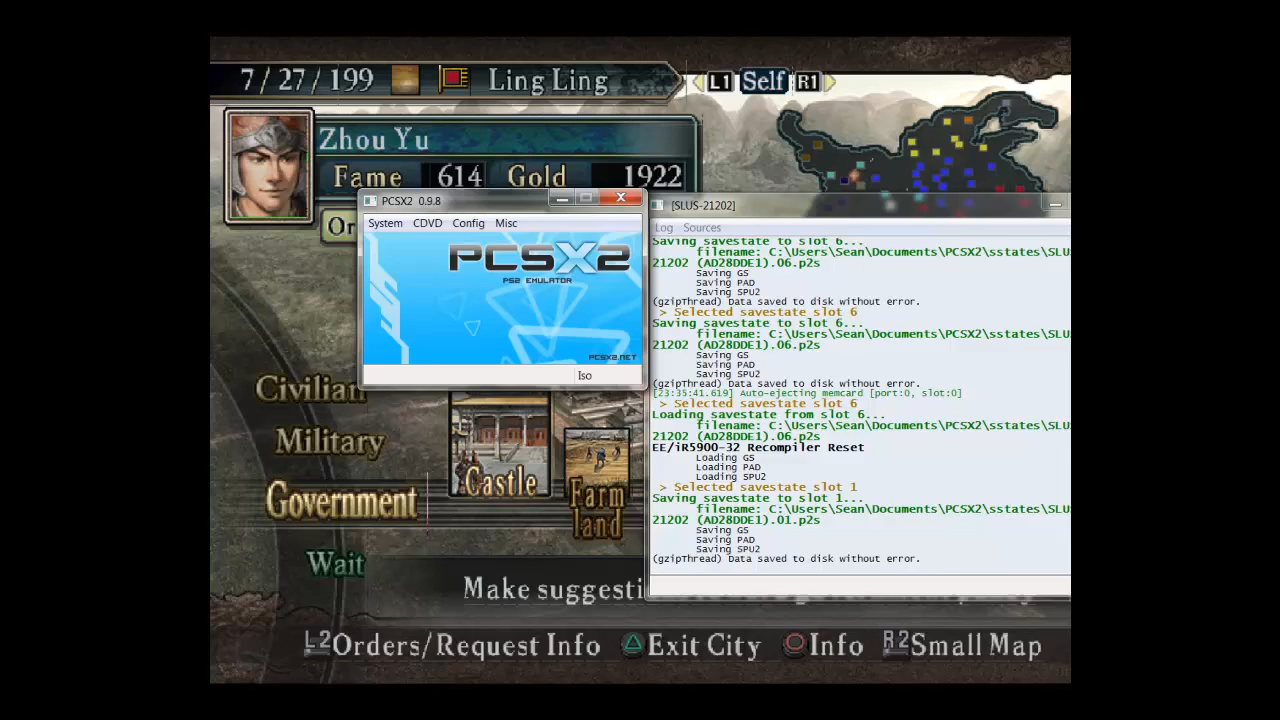 7/27/199 Ling Ling L1 Self R1
Zhou Yu
Fame 614 Gold 1922
Or
PCSX2 0.9.8
System CDVD Config Misc
PCSX2
PS2 EMULATOR
PCSX2.NET
Iso
[SLUS-21202]
Log Sources
Saving savestate to slot 6...
filename: C:\Users\Sean\Documents\PCSX2\sstates\SLU
21202 (AD28DDE1).06.p2s
Saving GS
Saving PAD
Saving SPU2
(gzipThread) Data saved to disk without error.
> Selected savestate slot 6
Saving savestate to slot 6...
filename: C:\Users\Sean\Documents\PCSX2\sstates\SLU
21202 (AD28DDE1).06.p2s
Saving GS
Saving PAD
Saving SPU2
(gzipThread) Data saved to disk without error.
[23:35:41.619] Auto-ejecting memcard [port:0, slot:0]
> Selected savestate slot 6
Loading savestate from slot 6...
filename: C:\Users\Sean\Documents\PCSX2\sstates\SLU
21202 (AD28DDE1).06.p2s
EE/iR5900-32 Recompiler Reset
Loading GS
Loading PAD
Loading SPU2
> Selected savestate slot 1
Saving savestate to slot 1...
filename: C:\Users\Sean\Documents\PCSX2\sstates\SLU
21202 (AD28DDE1).01.p2s
Saving GS
Saving PAD
Saving SPU2
(gzipThread) Data saved to disk without error.
Civilian
Military
Government
Wait
Castle
Farm
land
Make suggesti
L2 Orders/Request Info Exit City Info R2 Small Map